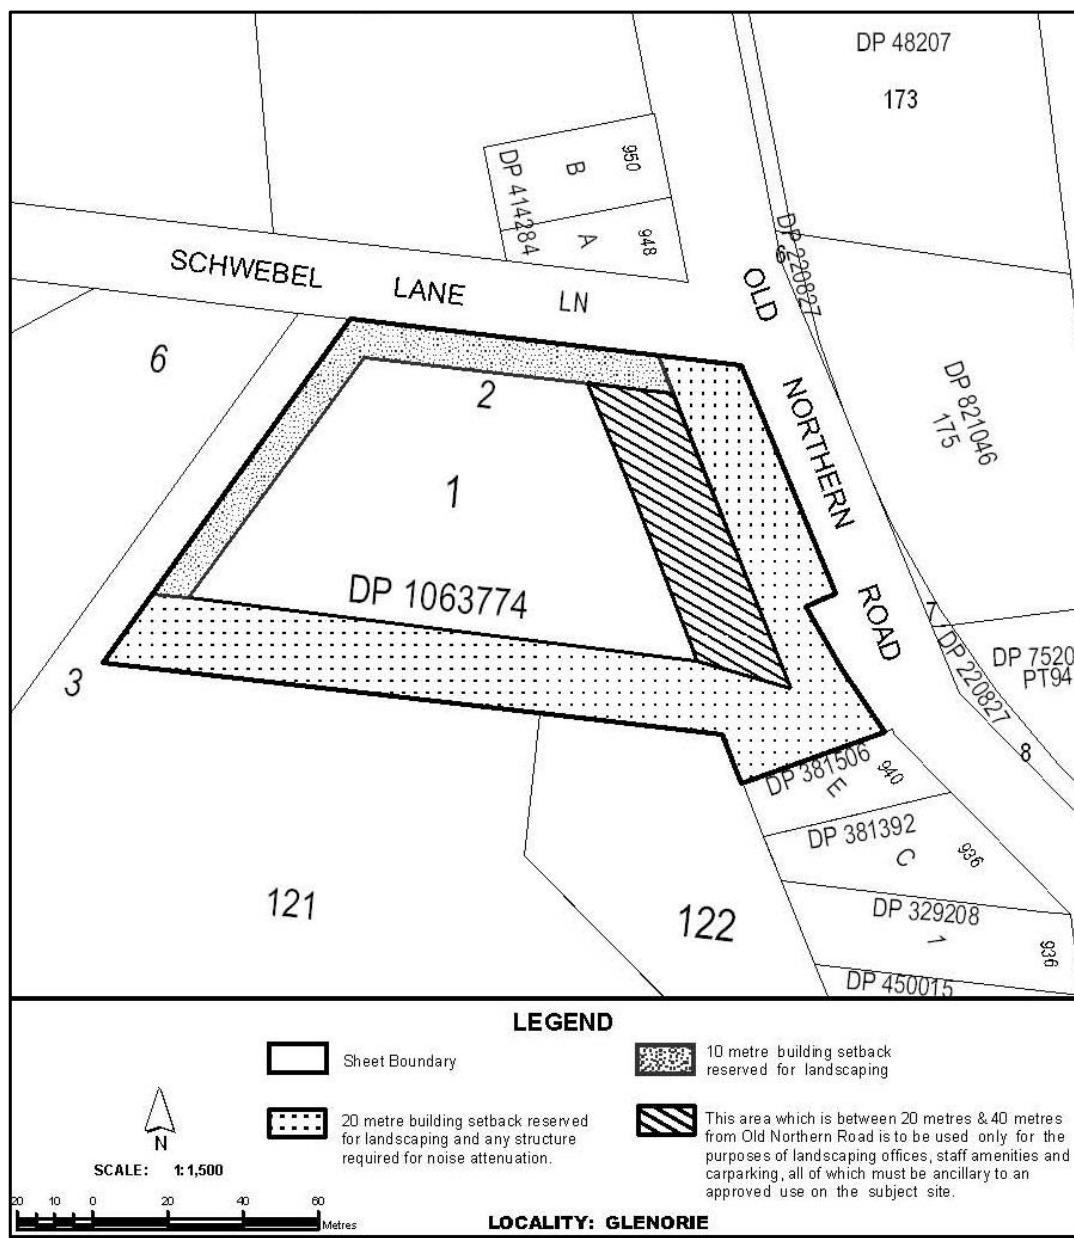 DP 48207
173
950
B
DP 414284
A
948
SCHWEBEL LANE LN
DP 220827
6
OLD NORTHERN ROAD
6
2
DP 821046
175
1
DP 1063774
7
DP 220827
DP 7520
PT94
3
8
DP 381506
E
940
DP 381392
C
936
121
122
DP 329208
1
936
DP 450015
LEGEND
Sheet Boundary
10 metre building setback
reserved for landscaping
20 metre building setback reserved
for landscaping and any structure
required for noise attenuation.
This area which is between 20 metres & 40 metres
from Old Northern Road is to be used only for the
purposes of landscaping offices, staff amenities and
carparking, all of which must be ancillary to an
approved use on the subject site.
N
SCALE: 1:1,500
20 10 0 20 40 60
Metres
LOCALITY: GLENORIE